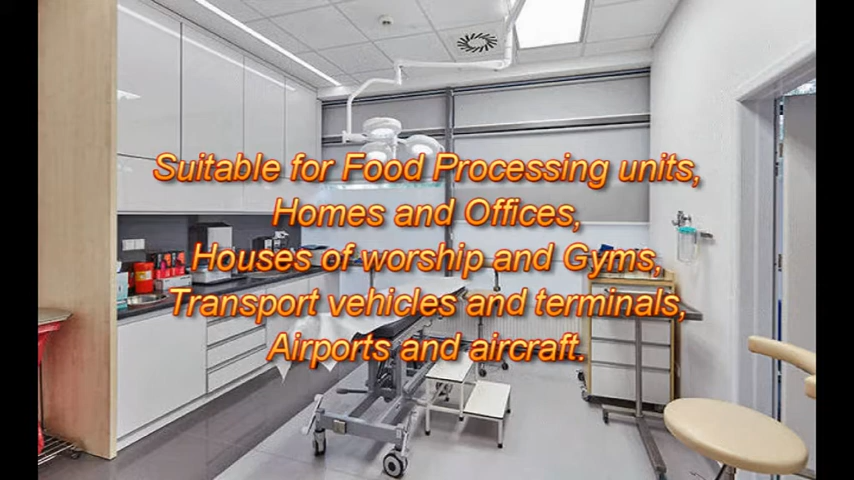 Suitable for Food Processing units,
Homes and Offices,
Houses of worship and Gyms,
Transport vehicles and terminals,
Airports and aircraft.